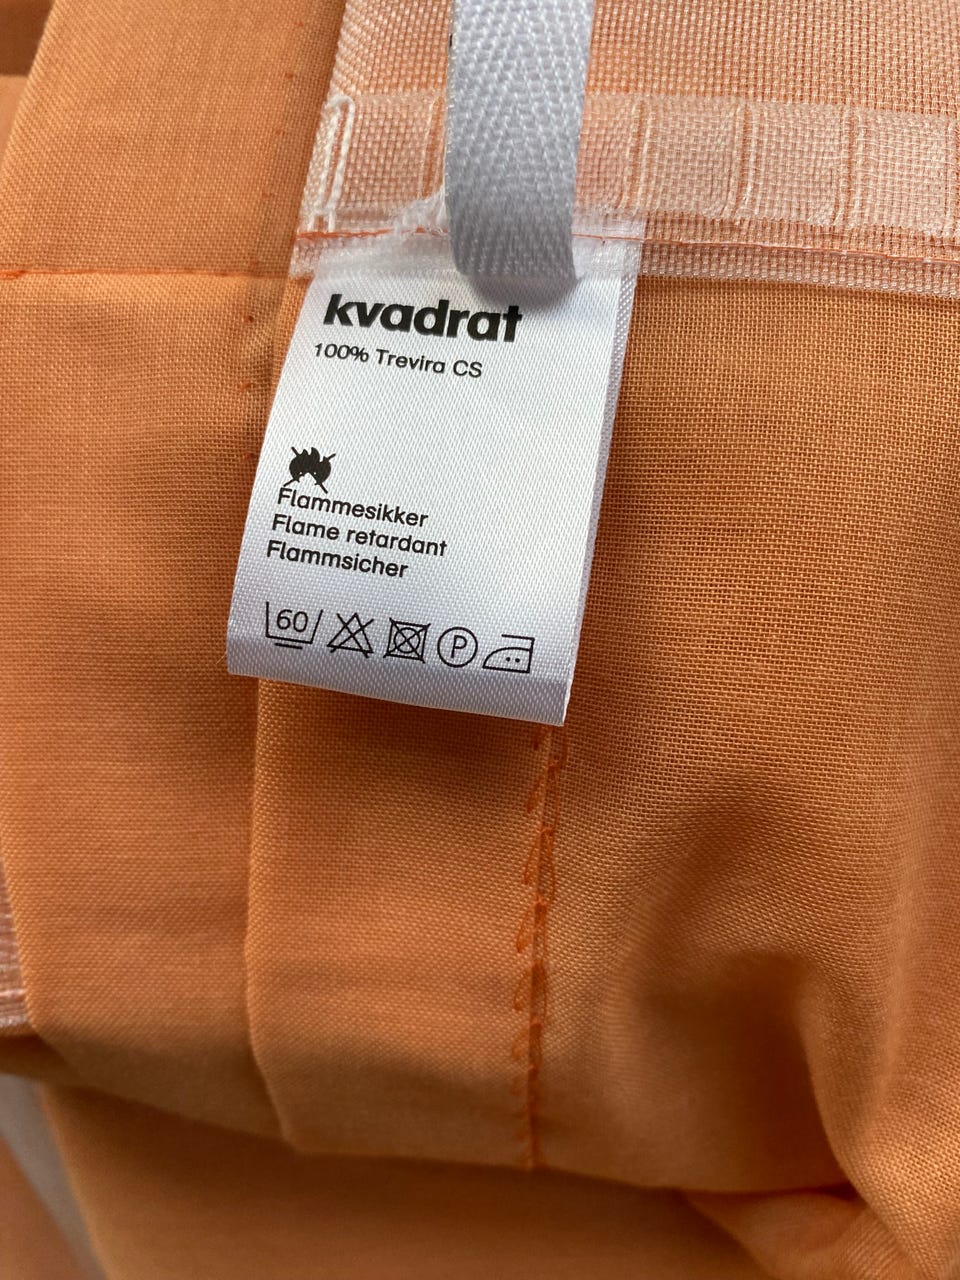 kvadrat
100% Trevira CS
Flammesikker
Flame retardant
Flammsicher
60 P